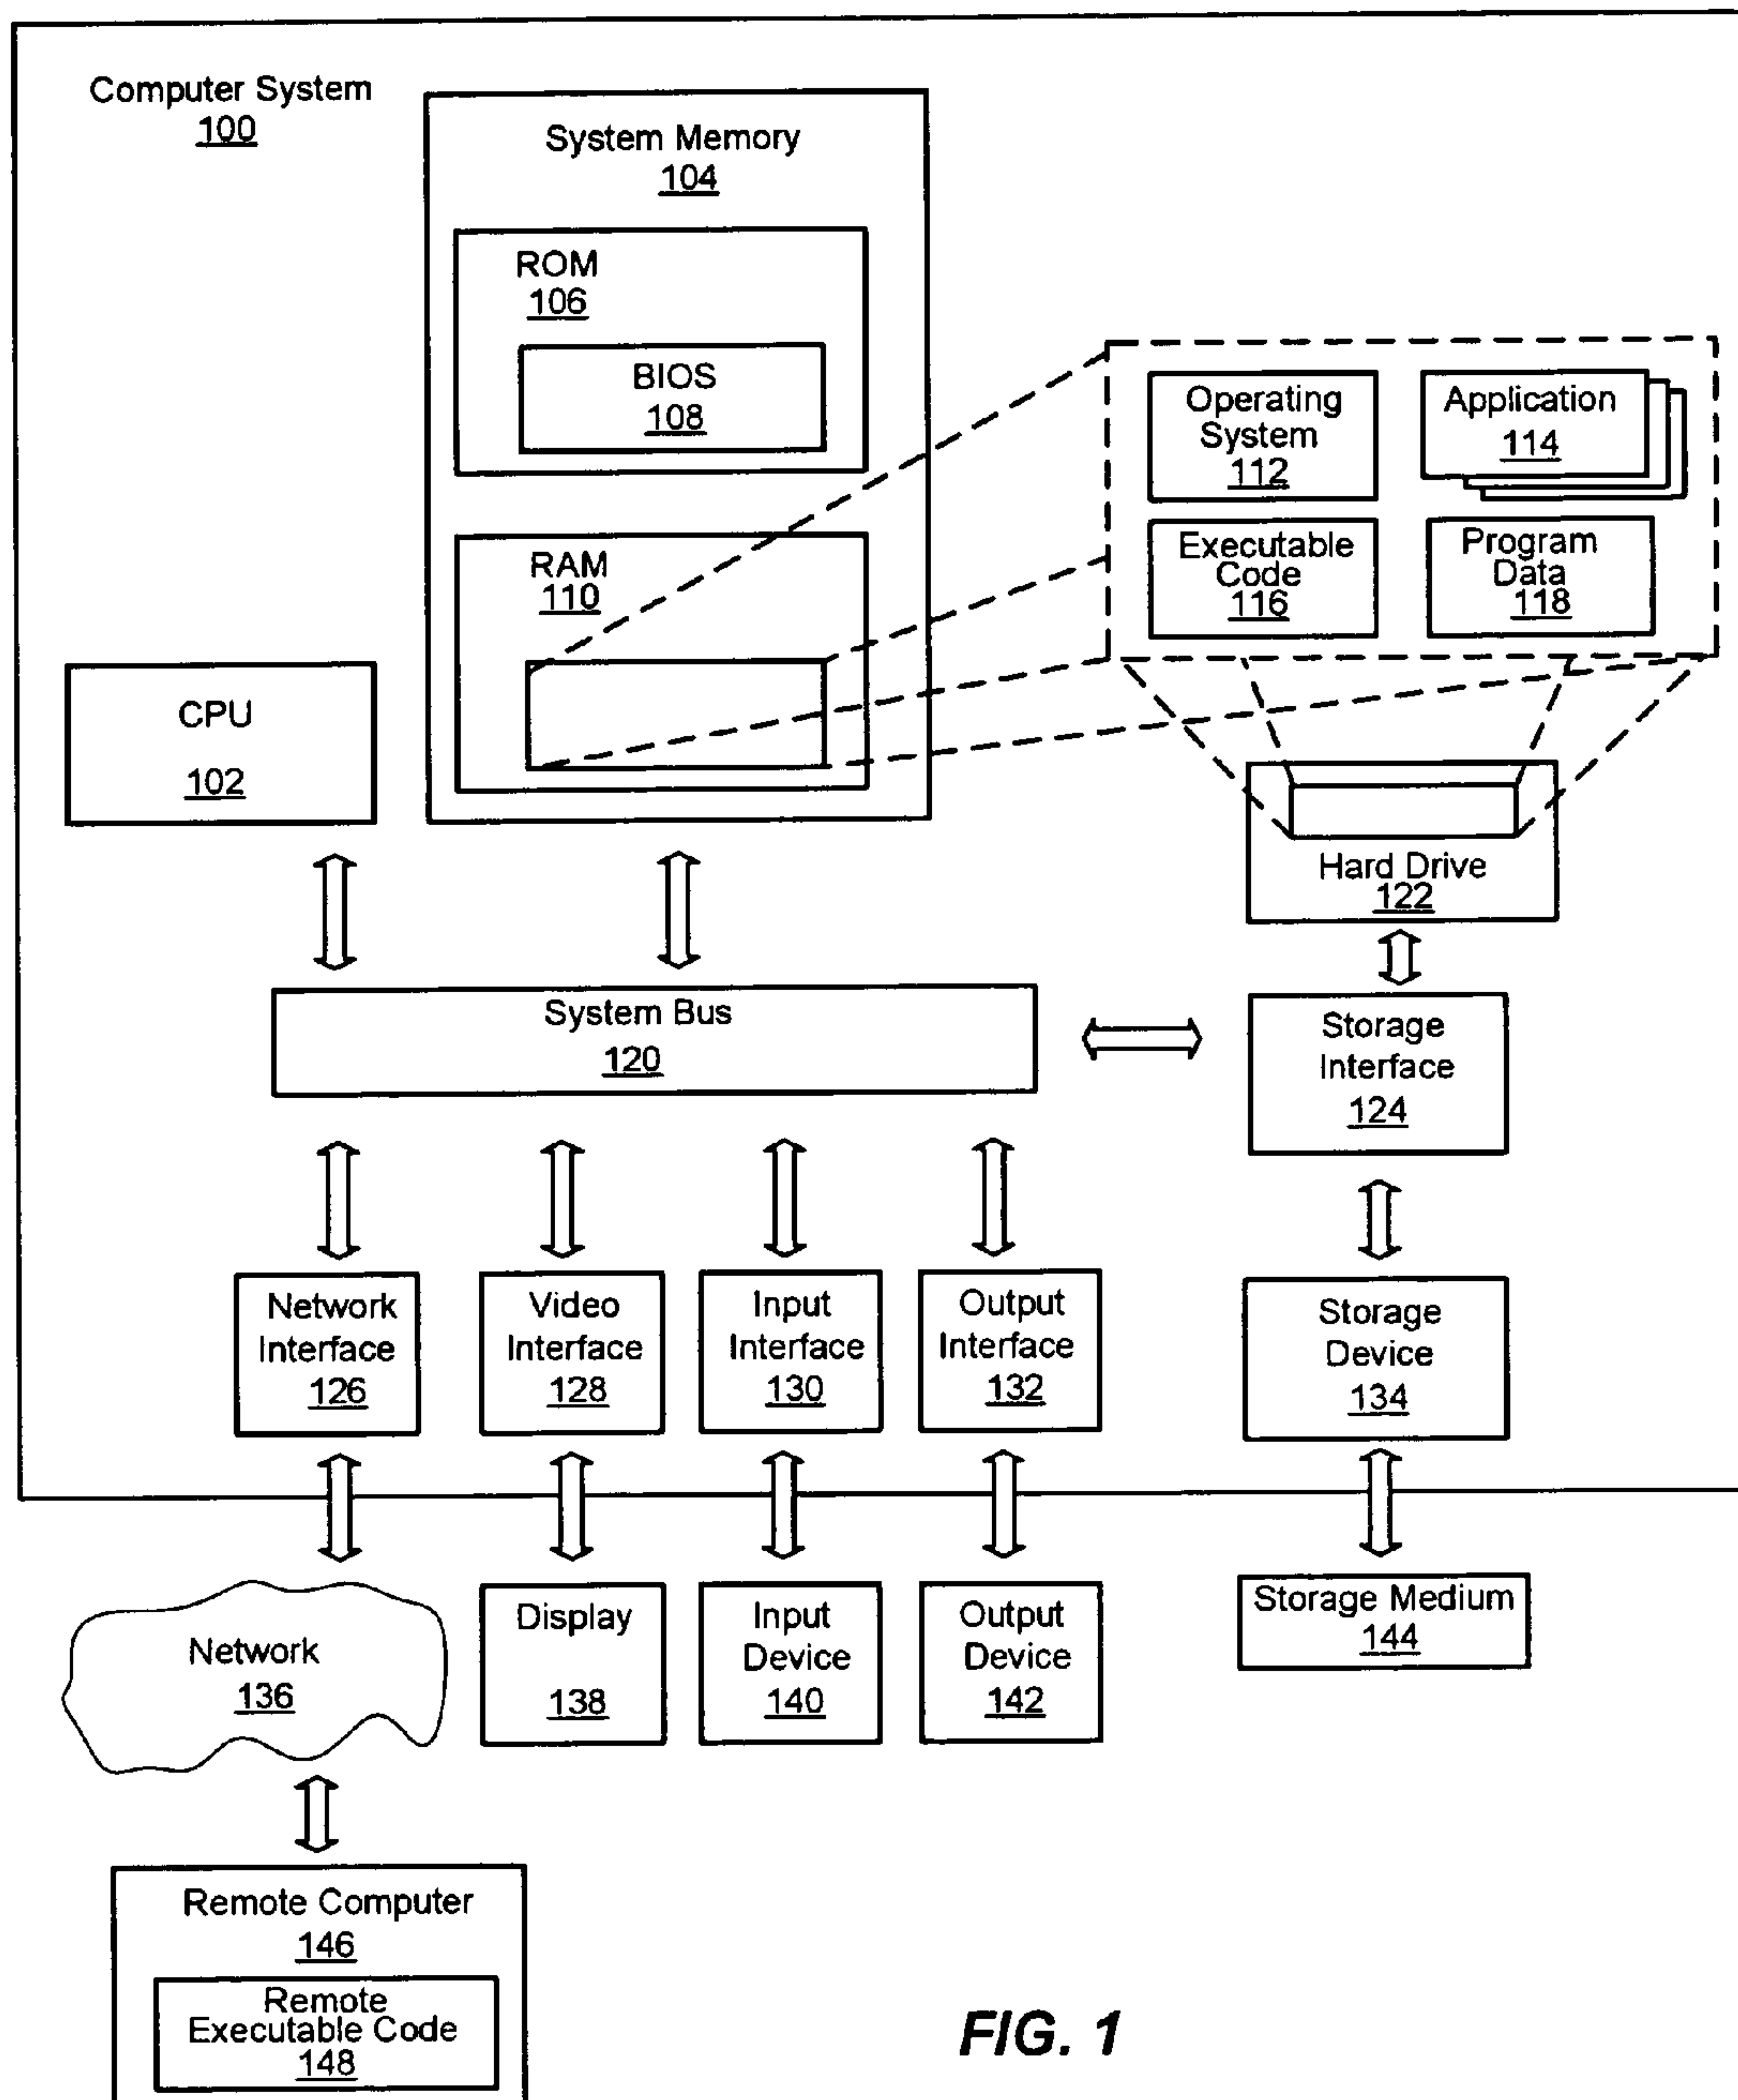 Computer System
100
System Memory
104
ROM
106
BIOS
108
RAM
110
Operating
System
112
Application
114
Executable
Code
116
Program
Data
118
CPU
102
Hard Drive
122
System Bus
120
Storage
Interface
124
Network
Interface
126
Video
Interface
128
Input
Interface
130
Output
Interface
132
Storage
Device
134
Network
136
Display
138
Input
Device
140
Output
Device
142
Storage Medium
144
Remote Computer
146
Remote
Executable Code
148
FIG. 1